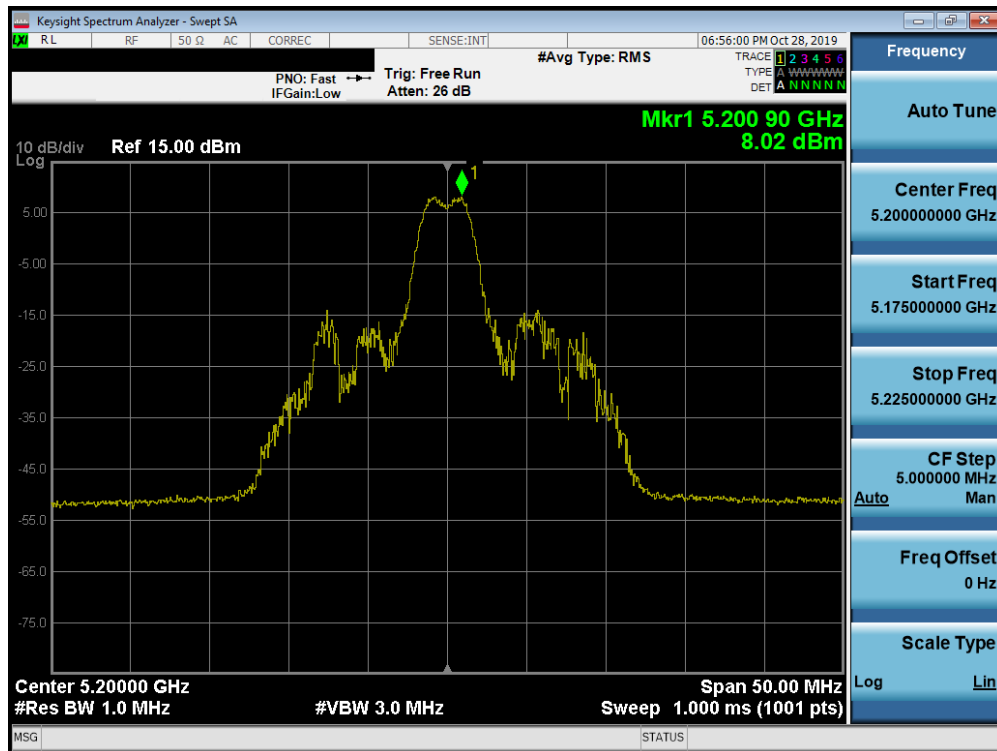 Keysight Spectrum Analyzer - Swept SA
LXI RL RF 50 Ω AC CORREC SENSE:INT 06:56:00 PM Oct 28, 2019
PNO: Fast Trig: Free Run #Avg Type: RMS TRACE 1 2 3 4 5 6
IFGain:Low Atten: 26 dB TYPE A WWWWW
DET A N N N N N
Mkr1 5.200 90 GHz
8.02 dBm
10 dB/div Ref 15.00 dBm
Log
1
5.00
-5.00
-15.0
-25.0
-35.0
-45.0
-55.0
-65.0
-75.0
Center 5.20000 GHz Span 50.00 MHz
#Res BW 1.0 MHz #VBW 3.0 MHz Sweep 1.000 ms (1001 pts)
MSG STATUS
Frequency
Auto Tune
Center Freq
5.200000000 GHz
Start Freq
5.175000000 GHz
Stop Freq
5.225000000 GHz
CF Step
5.000000 MHz
Auto Man
Freq Offset
0 Hz
Scale Type
Log Lin